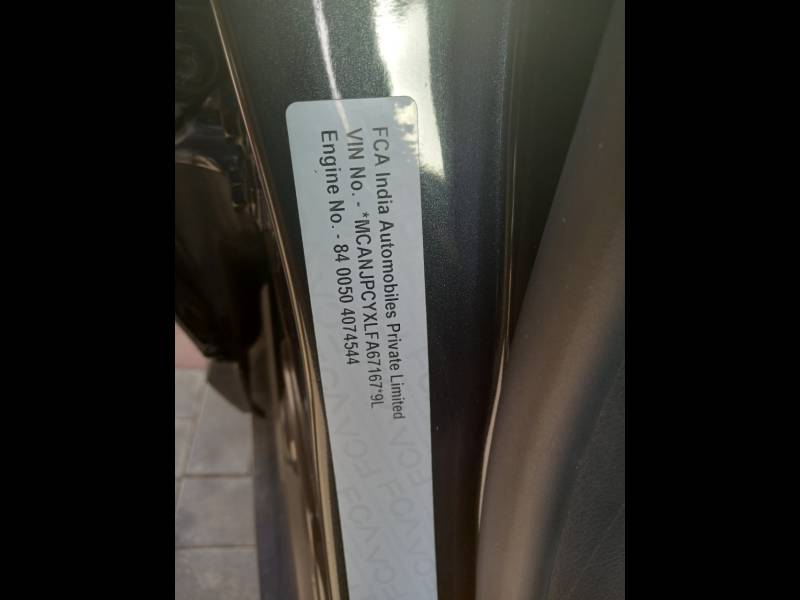 FCA India Automobiles Private Limited
VIN No. - *MCANJPCYXLFA67167*9L
Engine No. - 84 0050 4074544